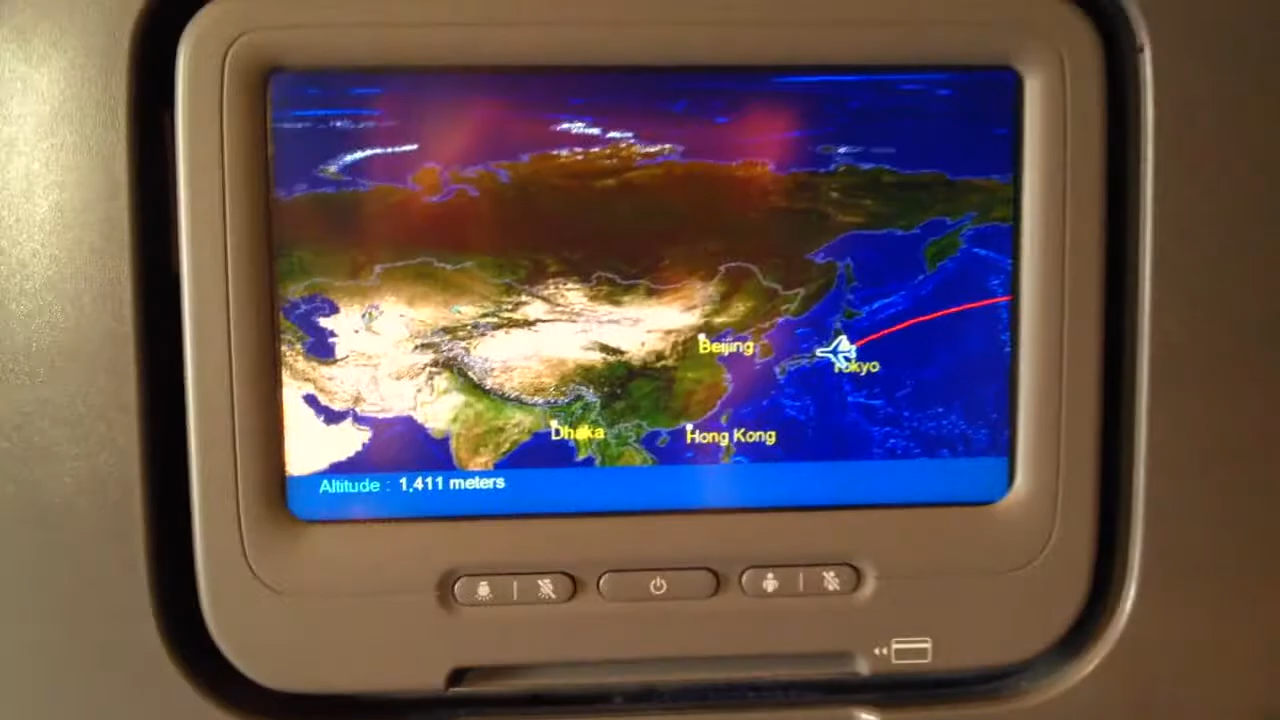 Beijing
Tokyo
Dhaka
Hong Kong
Altitude : 1,411 meters